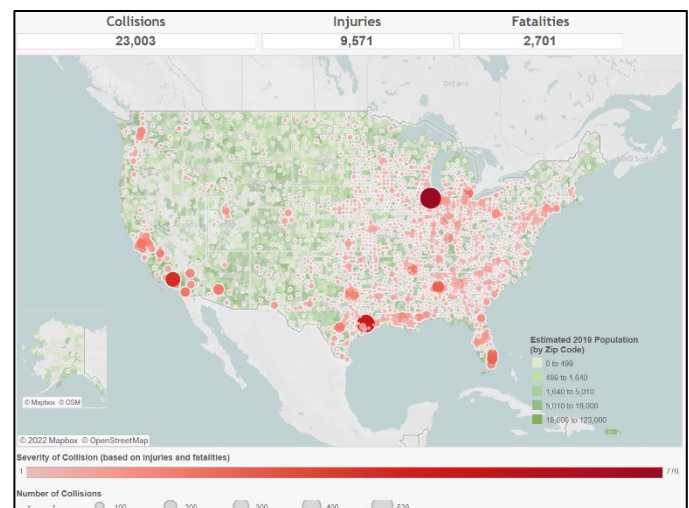 Collisions Injuries Fatalities
23,003 9,571 2,701
Ontario
Estimated 2019 Population
(by Zip Code)
0 to 499
499 to 1,640
1,640 to 5,010
5,010 to 18,000
18,000 to 123,000
© Mapbox © OSM
© 2022 Mapbox © OpenStreetMap
Severity of Collision (based on injuries and fatalities)
1 776
Number of Collisions
1 100 200 300 400 529